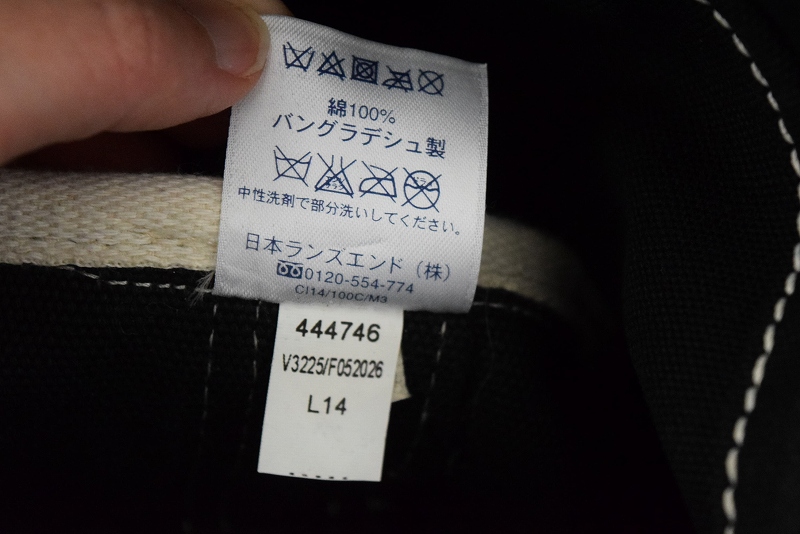 綿100%
バングラデシュ製
中性洗剤で部分洗いしてください。
日本ランズエンド（株）
0120-554-774
CI14/100C/M3
444746
V3225/F052026
L14